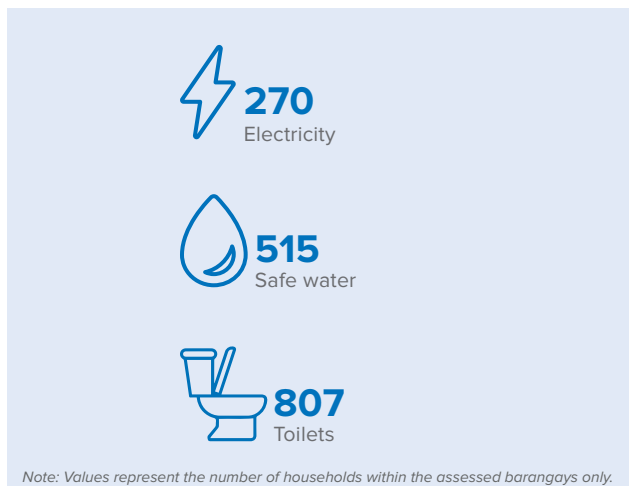 270
Electricity
515
Safe water
807
Toilets
Note: Values represent the number of households within the assessed barangays only.